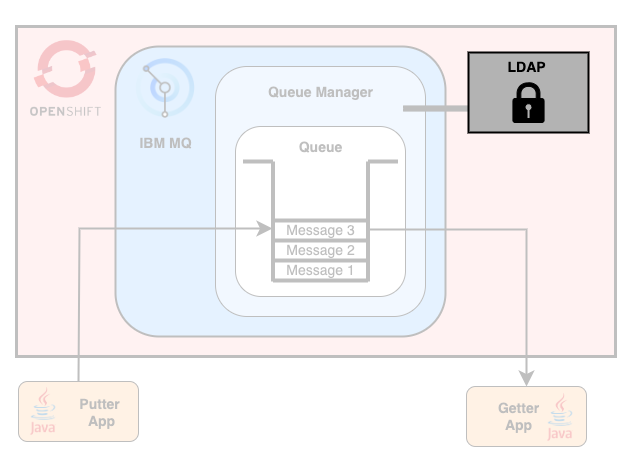 OPENSHIFT
IBM MQ
Queue Manager
LDAP
Queue
Message 3
Message 2
Message 1
Java
Putter
App
Getter
App
Java